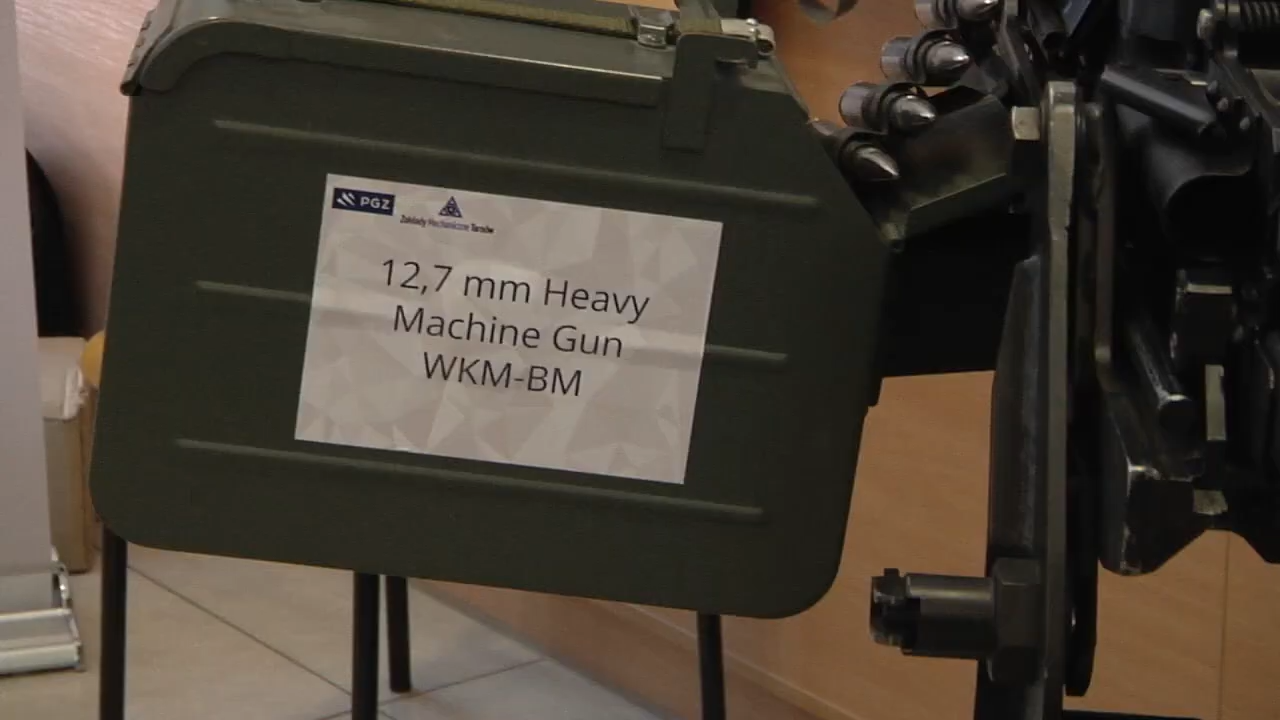 PGZ
Zakłady Mechaniczne Tarnów
12,7 mm Heavy
Machine Gun
WKM-BM